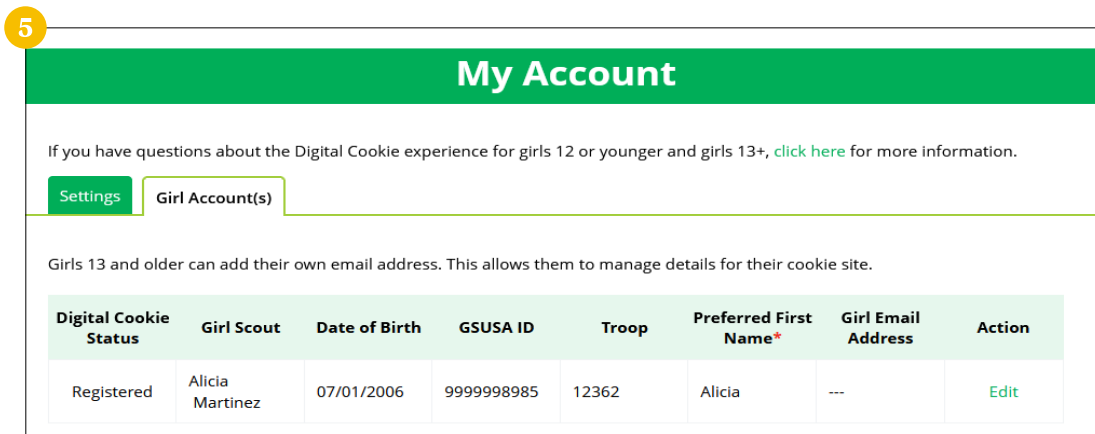 5
My Account
If you have questions about the Digital Cookie experience for girls 12 or younger and girls 13+, click here for more information.
Settings Girl Account(s)
Girls 13 and older can add their own email address. This allows them to manage details for their cookie site.
Digital Cookie Status Girl Scout Date of Birth GSUSA ID Troop Preferred First Name* Girl Email Address Action
Registered Alicia Martinez 07/01/2006 9999998985 12362 Alicia --- Edit